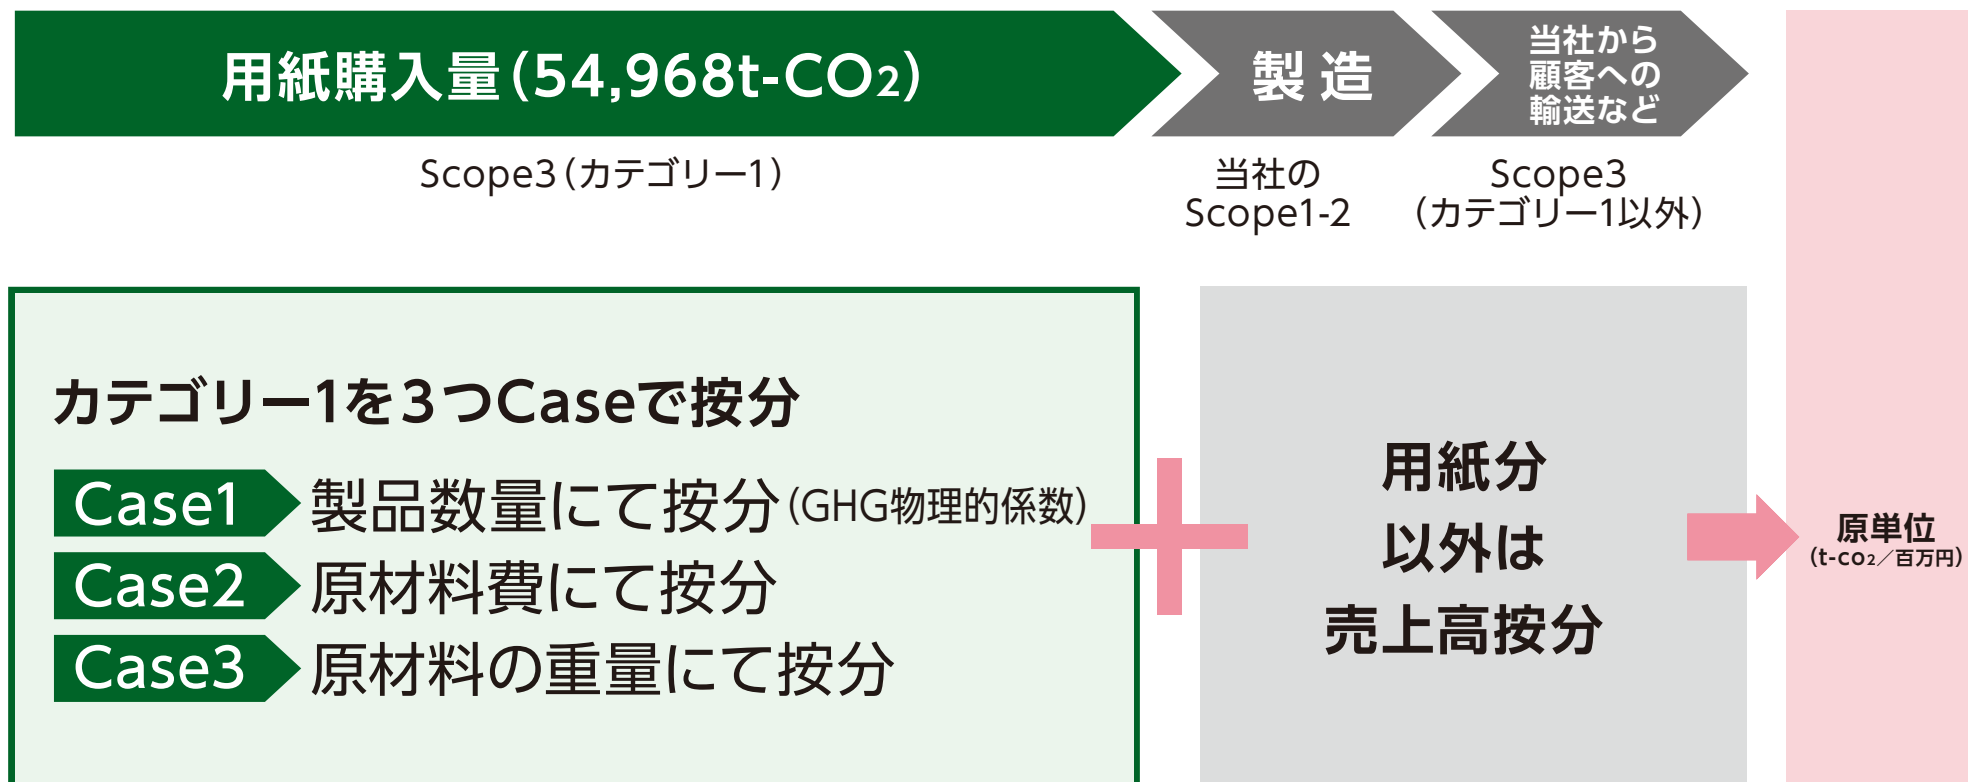 用紙購入量(54,968t-CO2)
製造
当社から
顧客への
輸送など
Scope3(カテゴリー1)
当社の
Scope1-2
Scope3
(カテゴリー1以外)
カテゴリー1を3つCaseで按分
Case1 製品数量にて按分(GHG物理的係数)
Case2 原材料費にて按分
Case3 原材料の重量にて按分
用紙分
以外は
売上高按分
原単位
(t-co2/百万円)